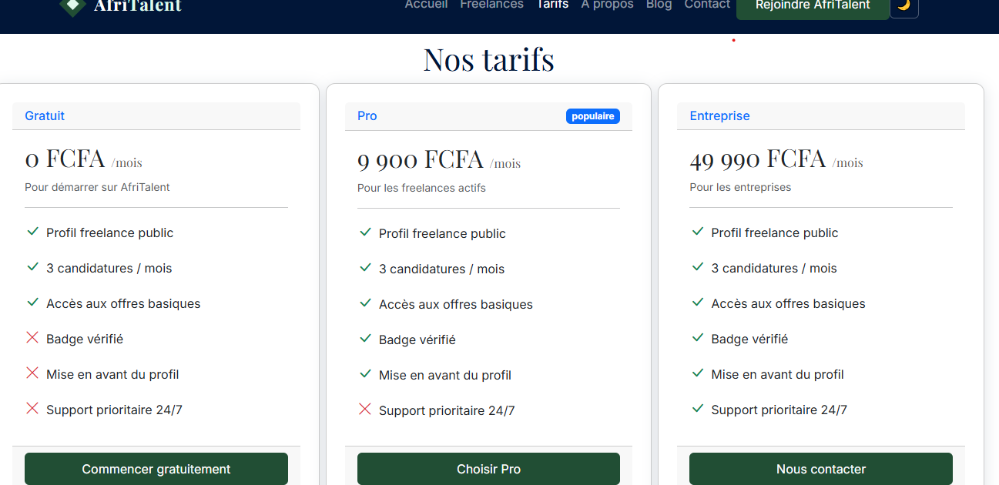 AfriTalent
Accueil Freelances Tarifs A propos Blog Contact Rejoindre AfriTalent
Nos tarifs
Gratuit
0 FCFA /mois
Pour démarrer sur AfriTalent
Profil freelance public
3 candidatures / mois
Accès aux offres basiques
Badge vérifié
Mise en avant du profil
Support prioritaire 24/7
Commencer gratuitement
Pro populaire
9 900 FCFA /mois
Pour les freelances actifs
Profil freelance public
3 candidatures / mois
Accès aux offres basiques
Badge vérifié
Mise en avant du profil
Support prioritaire 24/7
Choisir Pro
Entreprise
49 990 FCFA /mois
Pour les entreprises
Profil freelance public
3 candidatures / mois
Accès aux offres basiques
Badge vérifié
Mise en avant du profil
Support prioritaire 24/7
Nous contacter